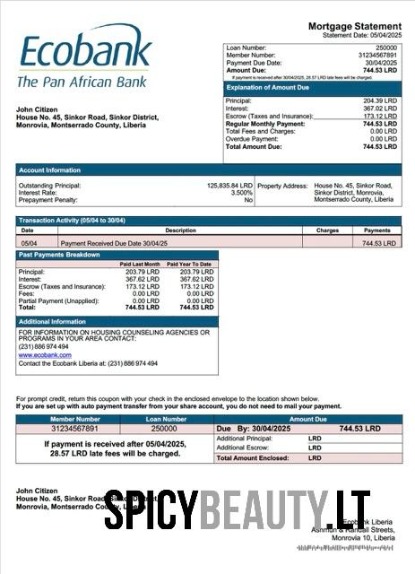 Ecobank
The Pan African Bank
Mortgage Statement
Statement Date: 05/04/2025
Loan Number: 250000
Member Number: 31234567891
Payment Due Date: 30/04/2025
Amount Due: 744.53 LRD
If payment is received after 05/04/2025, 28.57 LRD late fees will be charged.
John Citizen
House No. 45, Sinkor Road, Sinkor District,
Monrovia, Montserrado County, Liberia
Explanation of Amount Due
Principal: 204.39 LRD
Interest: 367.02 LRD
Escrow (Taxes and Insurance): 173.12 LRD
Regular Monthly Payment: 744.53 LRD
Total Fees and Charges: 0.00 LRD
Overdue Payment: 0.00 LRD
Total Amount Due: 744.53 LRD
Account Information
Outstanding Principal: 125,835.84 LRD
Interest Rate: 3.500%
Prepayment Penalty: No
Property Address: House No. 45, Sinkor Road,
Sinkor District, Monrovia,
Montserrado County, Liberia
Transaction Activity (05/04 to 30/04)
Date Description Charges Payments
05/04 Payment Received Due Date 30/04/25 744.53 LRD
Past Payments Breakdown
Paid Last Month Paid Year To Date
Principal: 203.79 LRD 203.79 LRD
Interest: 367.62 LRD 367.62 LRD
Escrow (Taxes and Insurance): 173.12 LRD 173.12 LRD
Fees: 0.00 LRD 0.00 LRD
Partial Payment (Unapplied): 0.00 LRD 0.00 LRD
Total: 744.53 LRD 744.53 LRD
Additional Information
FOR INFORMATION ON HOUSING COUNSELING AGENCIES OR
PROGRAMS IN YOUR AREA CONTACT:
(231) 886 974 494
www.ecobank.com
Contact the Ecobank Liberia at: (231) 886 974 494
For prompt credit, return this coupon with your check in the enclosed envelope to the location shown below.
If you are set up with auto payment transfer from your share account, you do not need to mail your payment.
Member Number Loan Number Amount Due
31234567891 250000 Due By: 30/04/2025 744.53 LRD
If payment is received after 05/04/2025,
28.57 LRD late fees will be charged.
Additional Principal: LRD
Additional Escrow: LRD
Total Amount Enclosed: LRD
John Citizen
House No. 45, Sinkor Road, Sinkor District,
Monrovia, Montserrado County, Liberia
SPICYBEAUTY.LT
Ecobank Liberia
Ashmun & Randall Streets,
Monrovia 10, Liberia